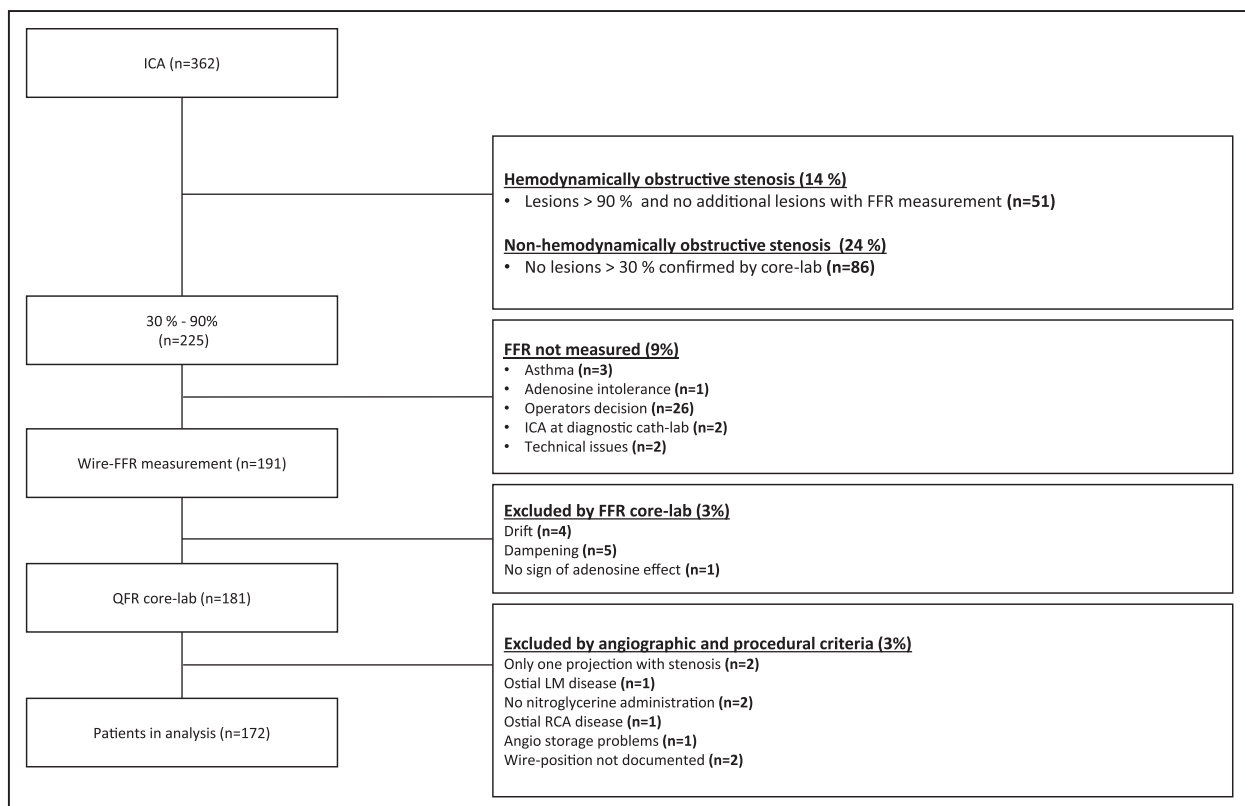 ICA (n=362)
Hemodynamically obstructive stenosis (14 %)
• Lesions > 90 % and no additional lesions with FFR measurement (n=51)
Non-hemodynamically obstructive stenosis (24 %)
• No lesions > 30 % confirmed by core-lab (n=86)
30 % - 90%
(n=225)
FFR not measured (9%)
• Asthma (n=3)
• Adenosine intolerance (n=1)
• Operators decision (n=26)
• ICA at diagnostic cath-lab (n=2)
• Technical issues (n=2)
Wire-FFR measurement (n=191)
Excluded by FFR core-lab (3%)
Drift (n=4)
Dampening (n=5)
No sign of adenosine effect (n=1)
QFR core-lab (n=181)
Excluded by angiographic and procedural criteria (3%)
Only one projection with stenosis (n=2)
Ostial LM disease (n=1)
No nitroglycerine administration (n=2)
Ostial RCA disease (n=1)
Angio storage problems (n=1)
Wire-position not documented (n=2)
Patients in analysis (n=172)